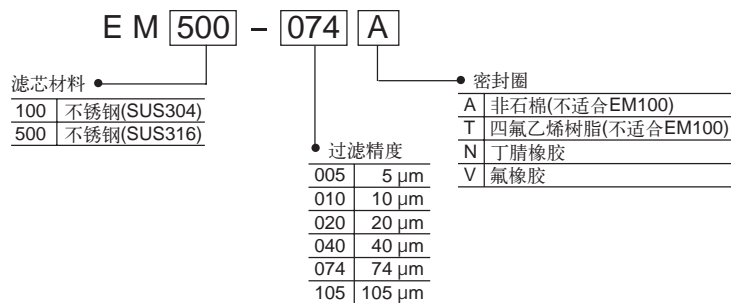 EM 500 – 074 A
滤芯材料
100 不锈钢(SUS304)
500 不锈钢(SUS316)
过滤精度
005 5 μm
010 10 μm
020 20 μm
040 40 μm
074 74 μm
105 105 μm
密封圈
A 非石棉(不适合EM100)
T 四氟乙烯树脂(不适合EM100)
N 丁腈橡胶
V 氟橡胶